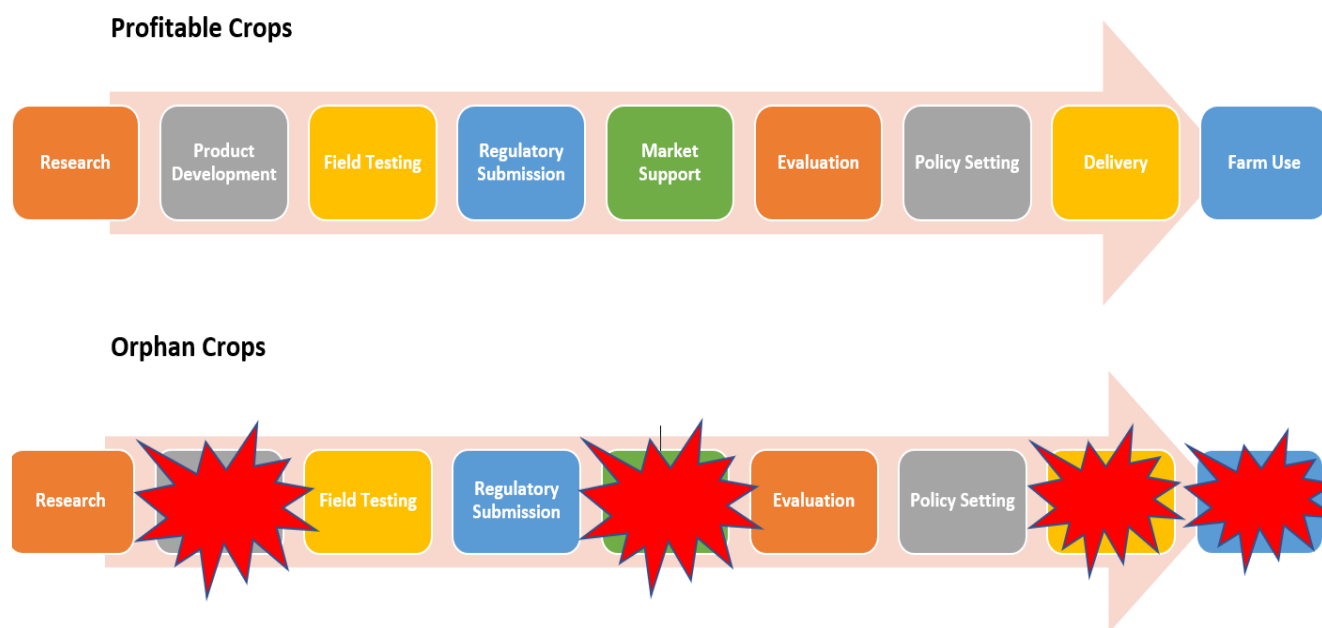 Profitable Crops
Research
Product
Development
Field Testing
Regulatory
Submission
Market
Support
Evaluation
Policy Setting
Delivery
Farm Use
Orphan Crops
Research
Field Testing
Regulatory
Submission
Evaluation
Policy Setting